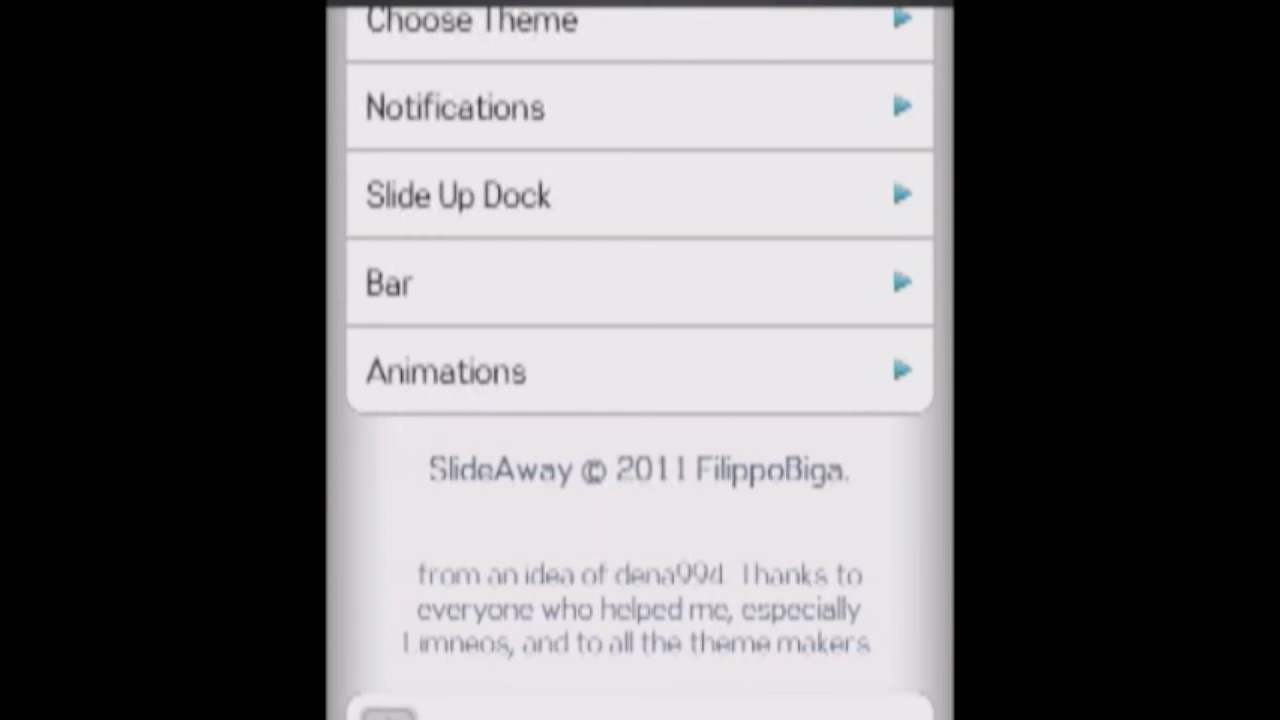 Choose Theme
Notifications
Slide Up Dock
Bar
Animations
SlideAway © 2011 FilippoBiga.
from an idea of dena99d. Thanks to
everyone who helped me, especially
Limneos, and to all the theme makers